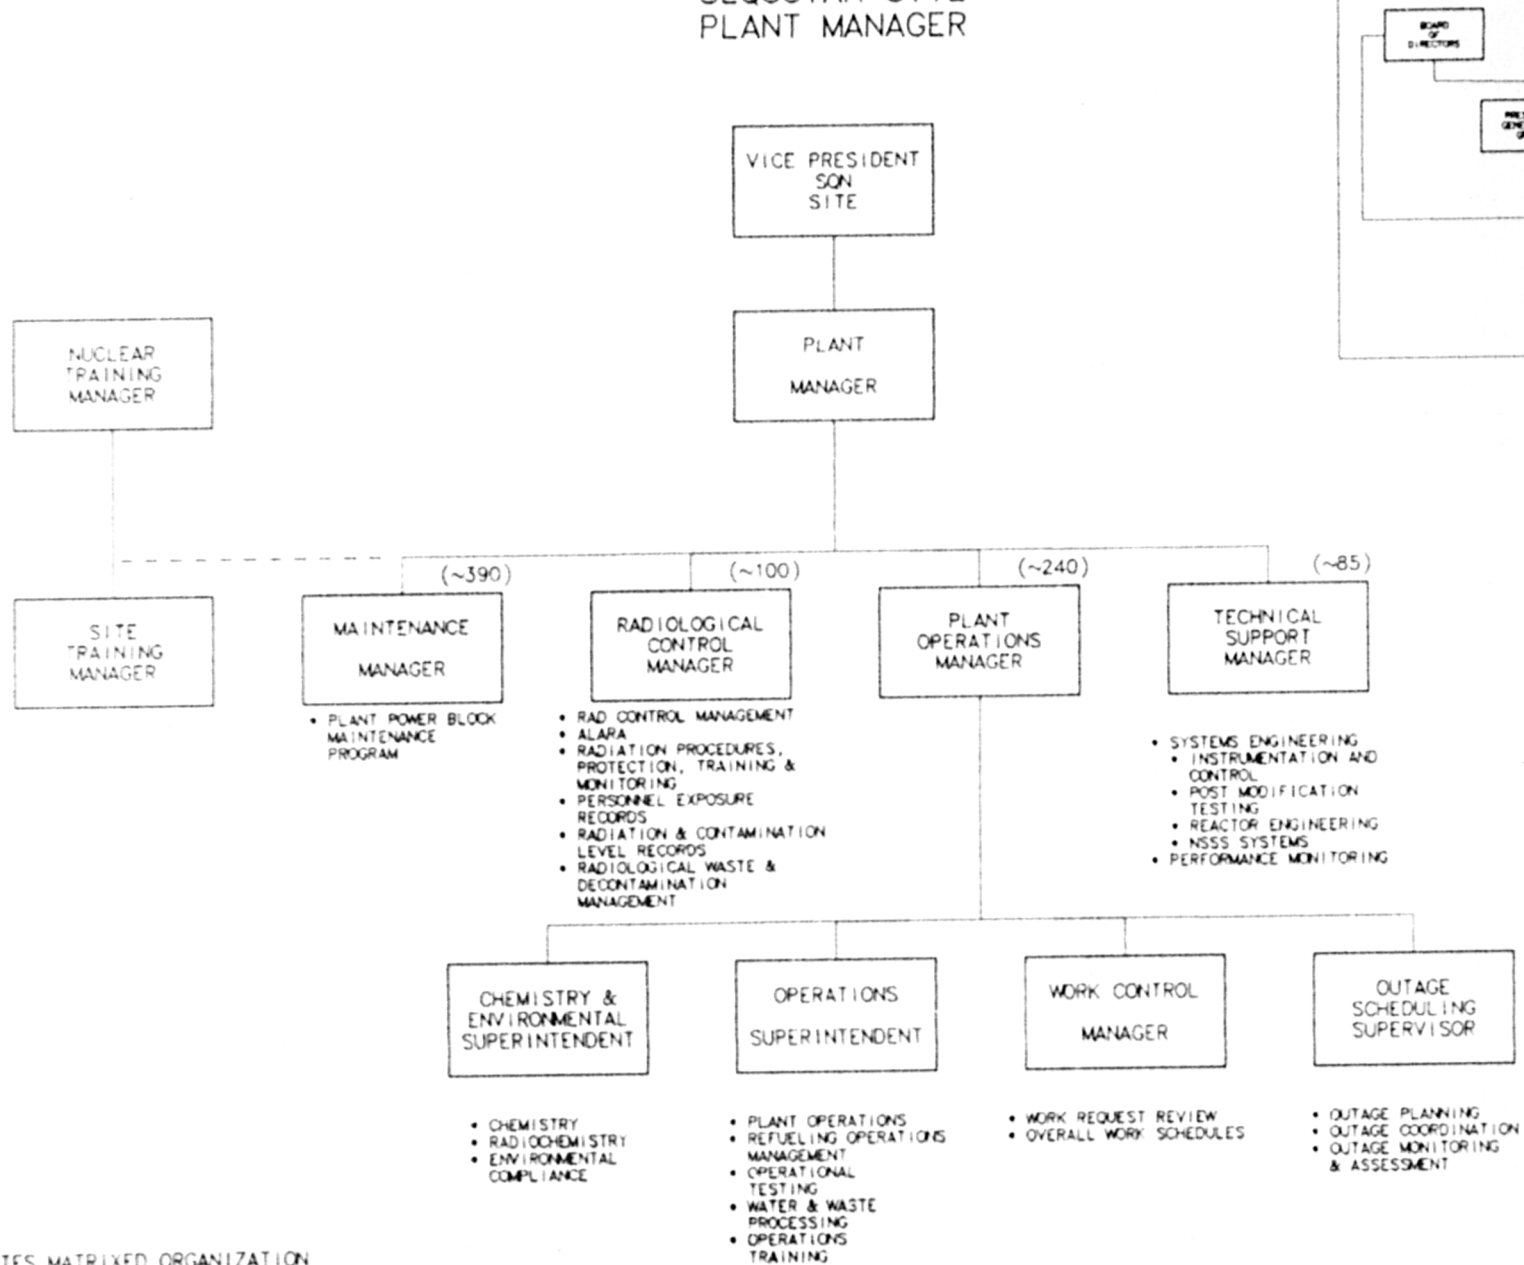 PLANT MANAGER
BOARD
OF
DIRECTORS
VICE PRESIDENT
SQN
SITE
PLANT
MANAGER
NUCLEAR
TRAINING
MANAGER
(~390)
(~100)
(~240)
(~85)
SITE
TRAINING
MANAGER
MAINTENANCE
MANAGER
• PLANT POWER BLOCK
MAINTENANCE
PROGRAM
RADIOLOGICAL
CONTROL
MANAGER
• RAD CONTROL MANAGEMENT
• ALARA
• RADIATION PROCEDURES,
PROTECTION, TRAINING &
MONITORING
• PERSONNEL EXPOSURE
RECORDS
• RADIATION & CONTAMINATION
LEVEL RECORDS
• RADIOLOGICAL WASTE &
DECONTAMINATION
MANAGEMENT
PLANT
OPERATIONS
MANAGER
TECHNICAL
SUPPORT
MANAGER
• SYSTEMS ENGINEERING
• INSTRUMENTATION AND
CONTROL
• POST MODIFICATION
TESTING
• REACTOR ENGINEERING
• NSSS SYSTEMS
• PERFORMANCE MONITORING
CHEMISTRY &
ENVIRONMENTAL
SUPERINTENDENT
• CHEMISTRY
• RADIOCHEMISTRY
• ENVIRONMENTAL
COMPLIANCE
OPERATIONS
SUPERINTENDENT
• PLANT OPERATIONS
• REFUELING OPERATIONS
MANAGEMENT
• OPERATIONAL
TESTING
• WATER & WASTE
PROCESSING
• OPERATIONS
TRAINING
WORK CONTROL
MANAGER
• WORK REQUEST REVIEW
• OVERALL WORK SCHEDULES
OUTAGE
SCHEDULING
SUPERVISOR
• OUTAGE PLANNING
• OUTAGE COORDINATION
• OUTAGE MONITORING
& ASSESSMENT
MATRIXED ORGANIZATION